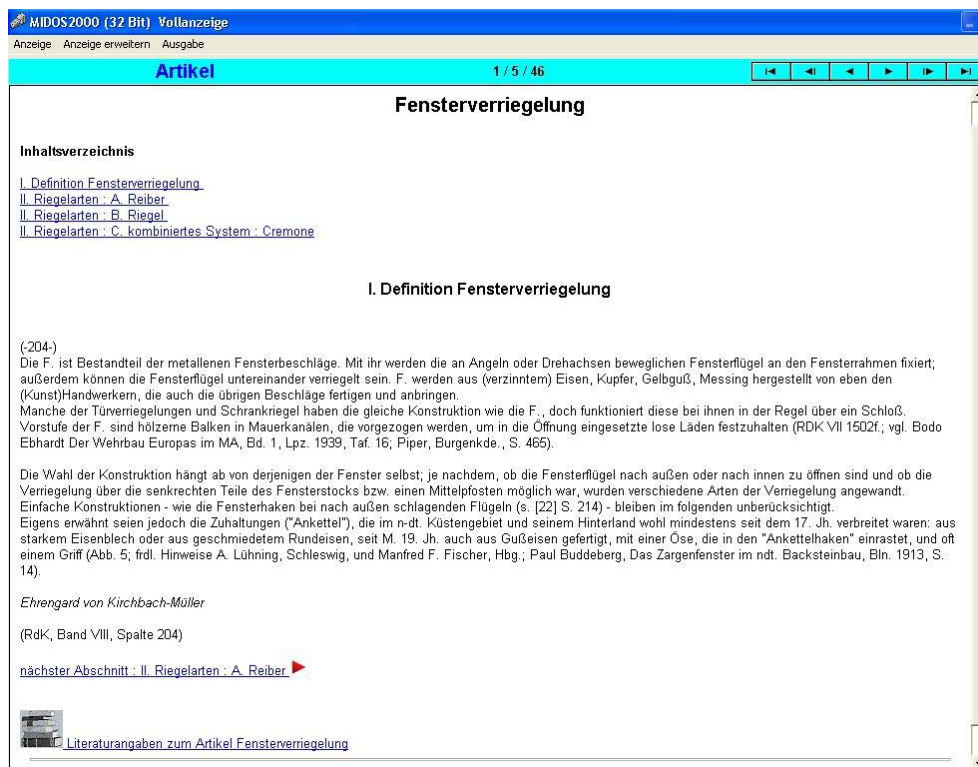 MIDOS2000 (32 Bit) Vollanzeige
Anzeige Anzeige erweitern Ausgabe
Artikel 1 / 5 / 46
Fensterverriegelung
Inhaltsverzeichnis
I. Definition Fensterverriegelung
II. Riegelarten : A. Reiber
II. Riegelarten : B. Riegel
II. Riegelarten : C. kombiniertes System : Cremone
I. Definition Fensterverriegelung
(-204-)
Die F. ist Bestandteil der metallenen Fensterbeschläge. Mit ihr werden die an Angeln oder Drehachsen beweglichen Fensterflügel an den Fensterrahmen fixiert;
außerdem können die Fensterflügel untereinander verriegelt sein. F. werden aus (verzinntem) Eisen, Kupfer, Gelbguß, Messing hergestellt von eben den
(Kunst)Handwerkern, die auch die übrigen Beschläge fertigen und anbringen.
Manche der Türverriegelungen und Schrankriegel haben die gleiche Konstruktion wie die F., doch funktioniert diese bei ihnen in der Regel über ein Schloß.
Vorstufe der F. sind hölzerne Balken in Mauerkanälen, die vorgezogen werden, um in die Öffnung eingesetzte lose Läden festzuhalten (RDK VII 1502f.; vgl. Bodo
Ebhardt Der Wehrbau Europas im MA, Bd. 1, Lpz. 1939, Taf. 16; Piper, Burgenkde., S. 465).
Die Wahl der Konstruktion hängt ab von derjenigen der Fenster selbst; je nachdem, ob die Fensterflügel nach außen oder nach innen zu öffnen sind und ob die
Verriegelung über die senkrechten Teile des Fensterstocks bzw. einen Mittelpfosten möglich war, wurden verschiedene Arten der Verriegelung angewandt.
Einfache Konstruktionen - wie die Fensterhaken bei nach außen schlagenden Flügeln (s. [22] S. 214) - bleiben im folgenden unberücksichtigt.
Eigens erwähnt seien jedoch die Zuhaltungen ("Ankettel"), die im n-dt. Küstengebiet und seinem Hinterland wohl mindestens seit dem 17. Jh. verbreitet waren: aus
starkem Eisenblech oder aus geschmiedetem Rundeisen, seit M. 19. Jh. auch aus Gußeisen gefertigt, mit einer Öse, die in den "Ankettelhaken" einrastet, und oft
einem Griff (Abb. 5; frdl. Hinweise A. Lühning, Schleswig, und Manfred F. Fischer, Hbg.; Paul Buddeberg, Das Zargenfenster im ndt. Backsteinbau, Bln. 1913, S.
14).
Ehrengard von Kirchbach-Müller
(RdK, Band VIII, Spalte 204)
nächster Abschnitt : II. Riegelarten : A. Reiber
Literaturangaben zum Artikel Fensterverriegelung